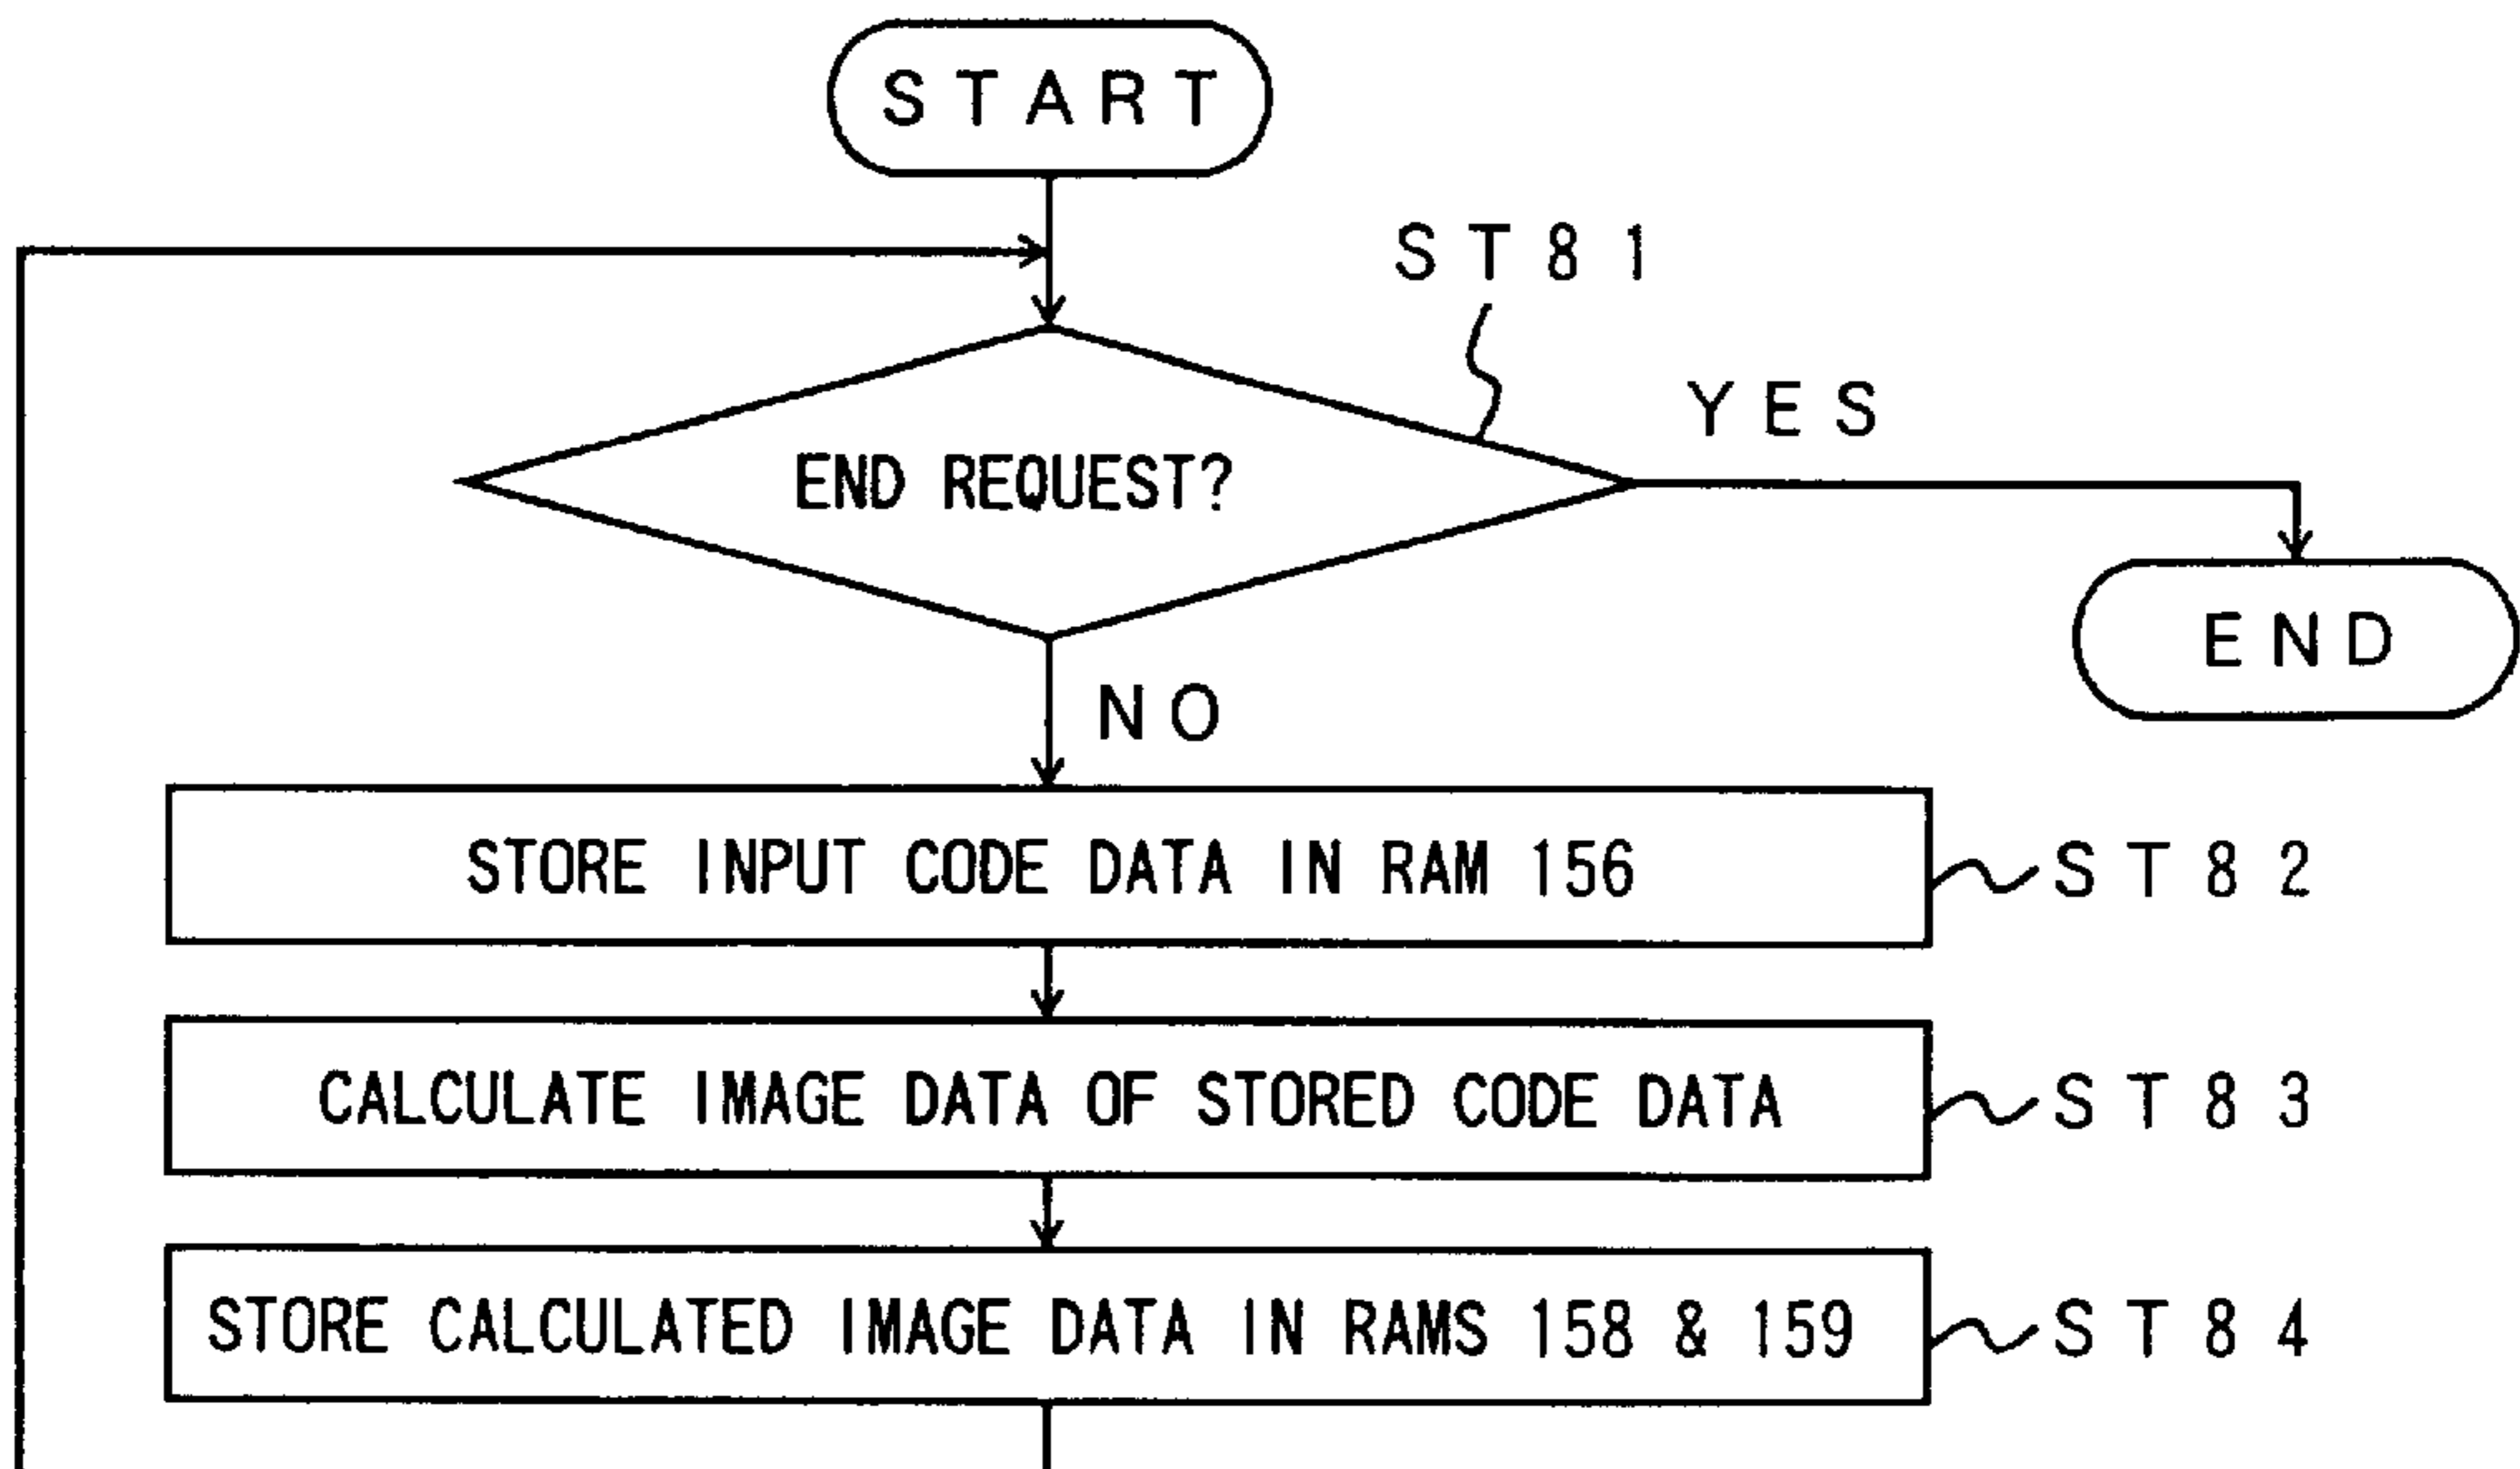 START
ST81
YES
END REQUEST?
END
NO
STORE INPUT CODE DATA IN RAM 156
ST82
CALCULATE IMAGE DATA OF STORED CODE DATA
ST83
STORE CALCULATED IMAGE DATA IN RAMS 158 & 159
ST84